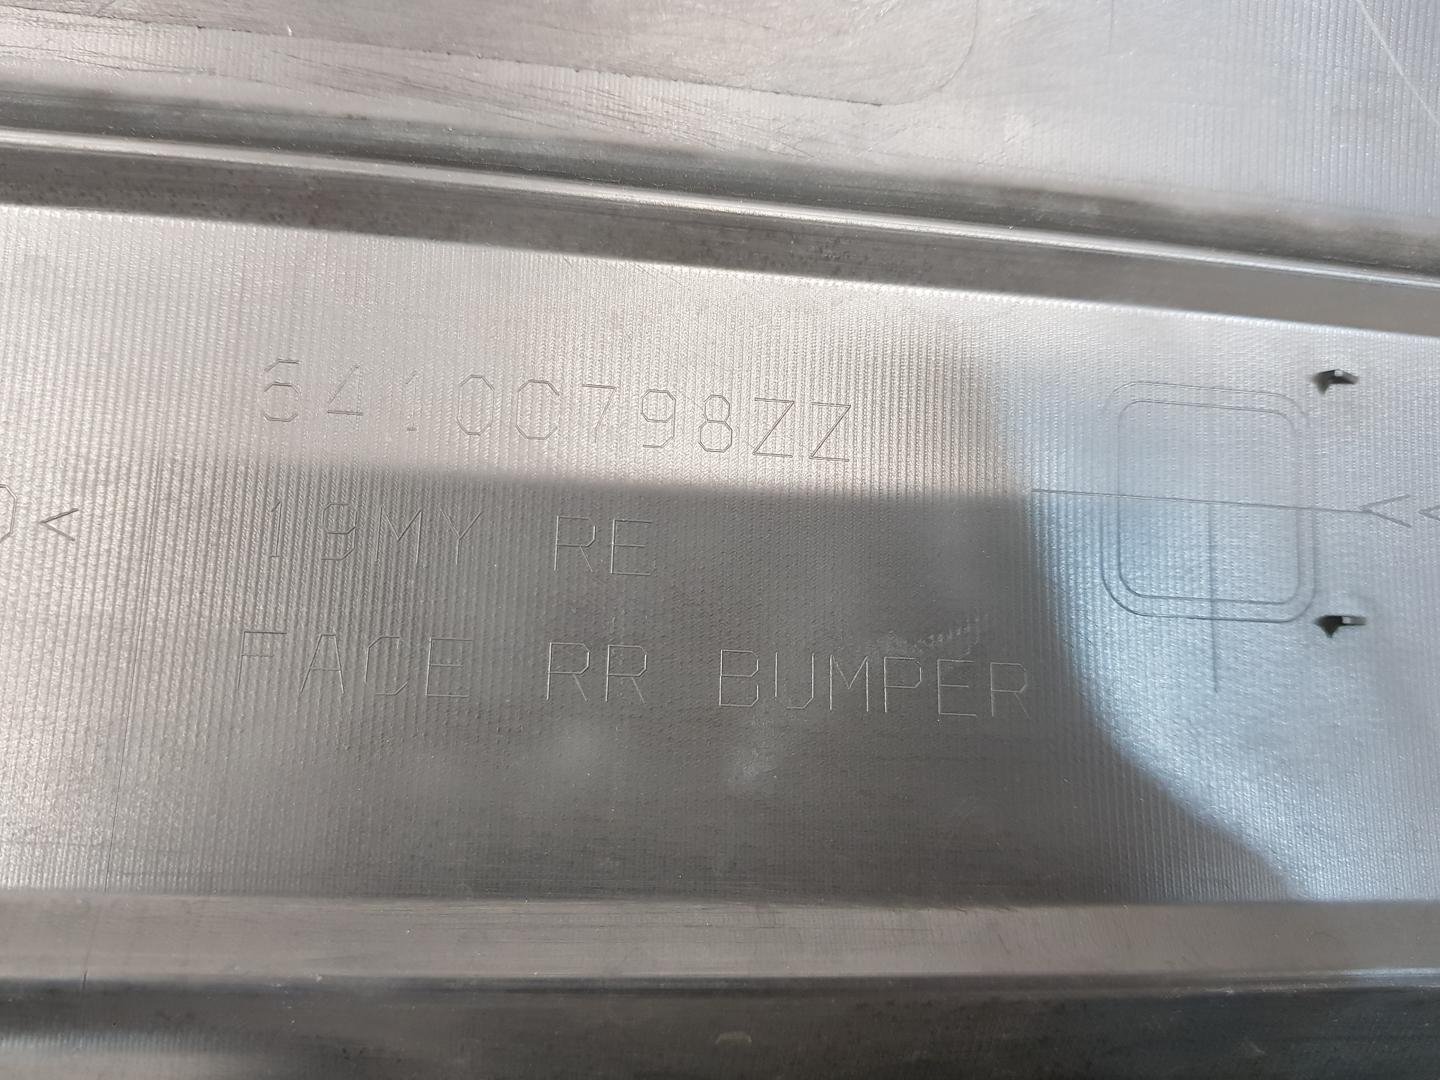 6410C798ZZ
19MY RE
FACE RR BUMPER